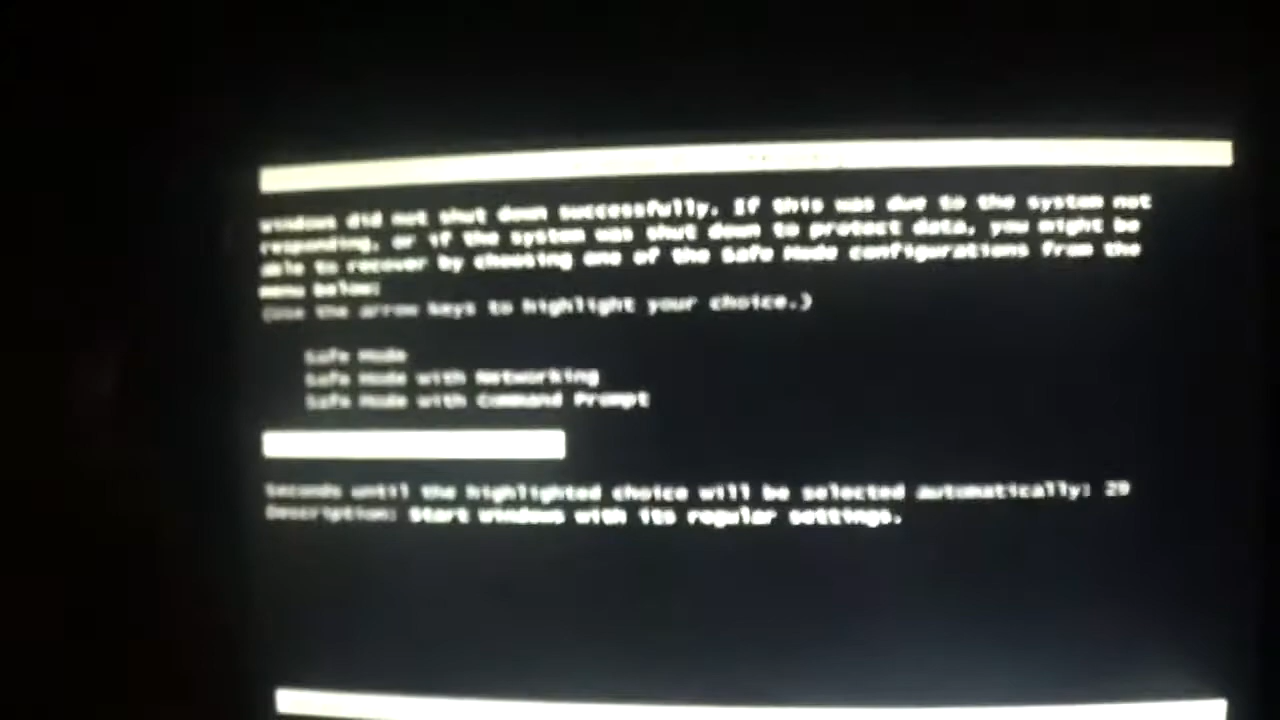 Windows did not shut down successfully. If this was due to the system not
responding, or if the system was shut down to protect data, you might be
able to recover by choosing one of the Safe Mode configurations from the
menu below:
(Use the arrow keys to highlight your choice.)
Safe Mode
Safe Mode with Networking
Safe Mode with Command Prompt
Seconds until the highlighted choice will be selected automatically: 29
Description: Start Windows with its regular settings.